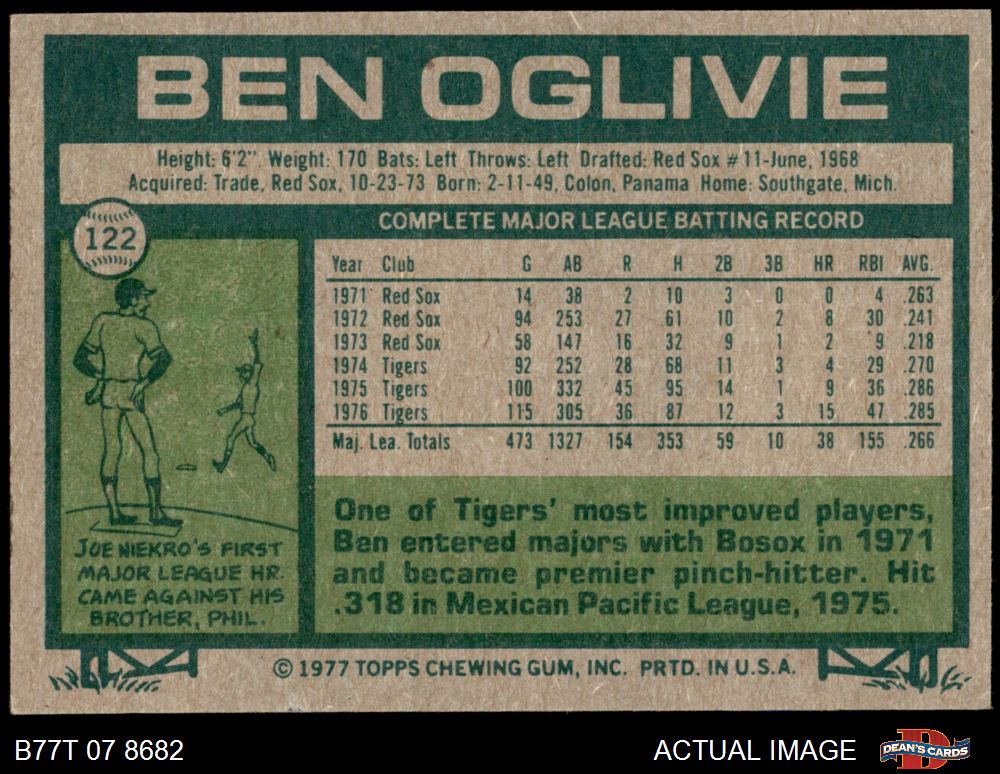 BEN OGLIVIE
Height: 6'2" Weight: 170 Bats: Left Throws: Left Drafted: Red Sox #11-June, 1968
Acquired: Trade, Red Sox, 10-23-73 Born: 2-11-49, Colon, Panama Home: Southgate, Mich.
122
COMPLETE MAJOR LEAGUE BATTING RECORD
Year Club G AB R H 2B 3B HR RBI AVG.
1971 Red Sox 14 38 2 10 3 0 0 4 .263
1972 Red Sox 94 253 27 61 10 2 8 30 .241
1973 Red Sox 58 147 16 32 9 1 2 9 .218
1974 Tigers 92 252 28 68 11 3 4 29 .270
1975 Tigers 100 332 45 95 14 1 9 36 .286
1976 Tigers 115 305 36 87 12 3 15 47 .285
Maj. Lea. Totals 473 1327 154 353 59 10 38 155 .266
JOE NIEKRO'S FIRST
MAJOR LEAGUE HR.
CAME AGAINST HIS
BROTHER, PHIL.
One of Tigers' most improved players,
Ben entered majors with Bosox in 1971
and became premier pinch-hitter. Hit
.318 in Mexican Pacific League, 1975.
© 1977 TOPPS CHEWING GUM, INC. PRTD. IN U.S.A.
B77T 07 8682
ACTUAL IMAGE
DEAN'S CARDS